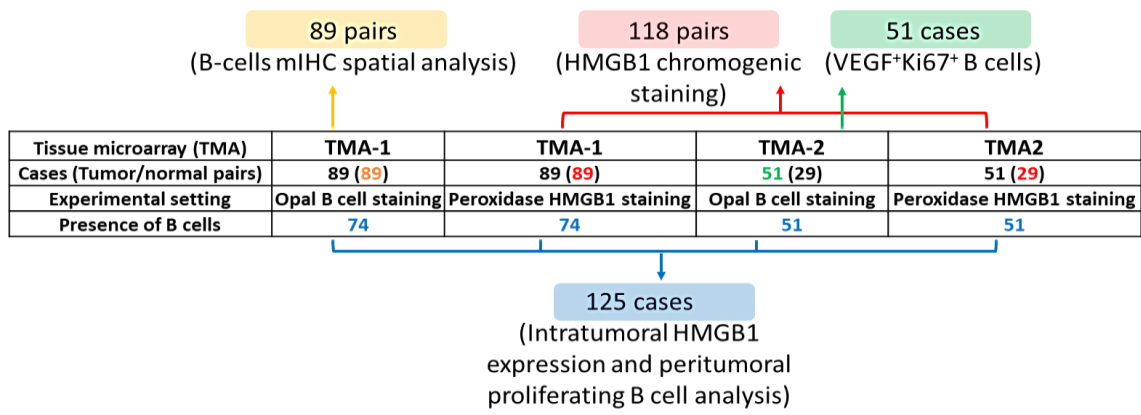 89 pairs
(B-cells mIHC spatial analysis)
118 pairs
(HMGB1 chromogenic
staining)
51 cases
(VEGF⁺Ki67⁺ B cells)
Tissue microarray (TMA) TMA-1 TMA-1 TMA-2 TMA2
Cases (Tumor/normal pairs) 89 (89) 89 (89) 51 (29) 51 (29)
Experimental setting Opal B cell staining Peroxidase HMGB1 staining Opal B cell staining Peroxidase HMGB1 staining
Presence of B cells 74 74 51 51
125 cases
(Intratumoral HMGB1
expression and peritumoral
proliferating B cell analysis)